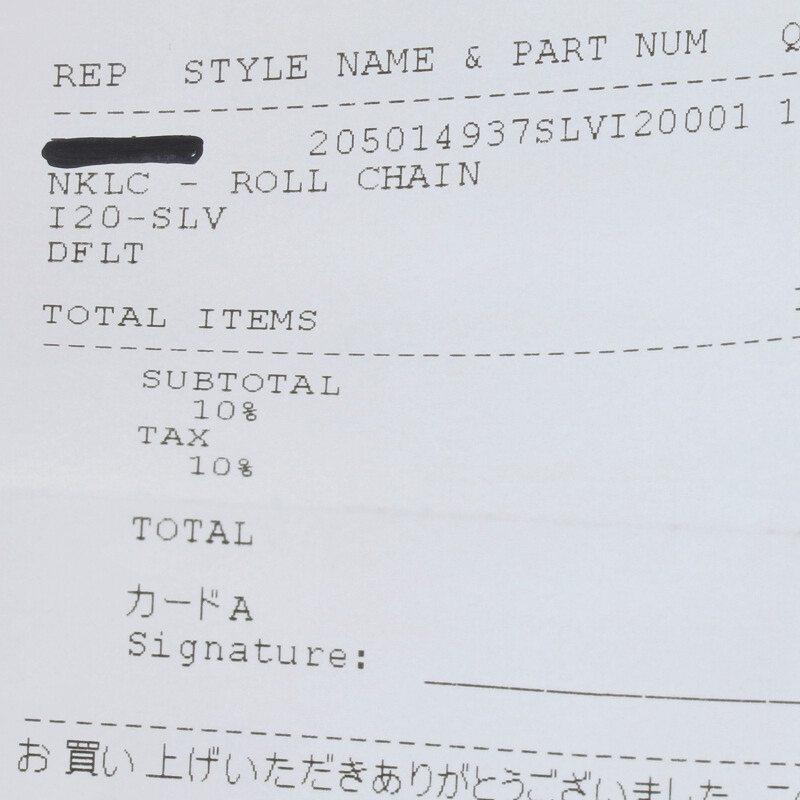 REP STYLE NAME & PART NUM Q
205014937SLVI20001 1
NKLC - ROLL CHAIN
I20-SLV
DFLT
TOTAL ITEMS
SUBTOTAL
10%
TAX
10%
TOTAL
カードA
Signature:
お買い上げいただきありがとうございました